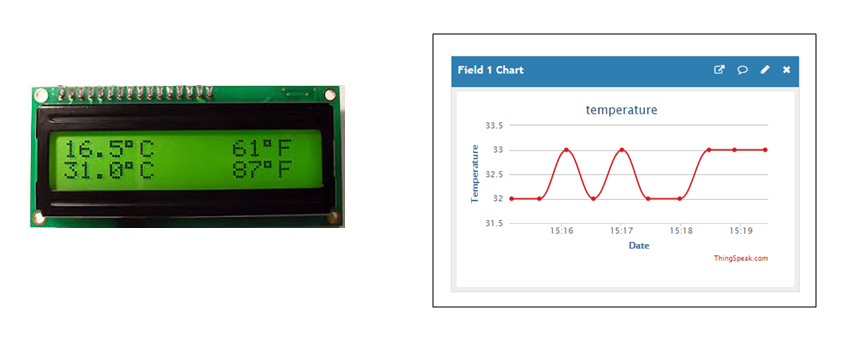 16.5°C 61°F
31.0°C 87°F
Field 1 Chart
temperature
Temperature
33.5
33
32.5
32
31.5
15:16 15:17 15:18 15:19
Date
ThingSpeak.com